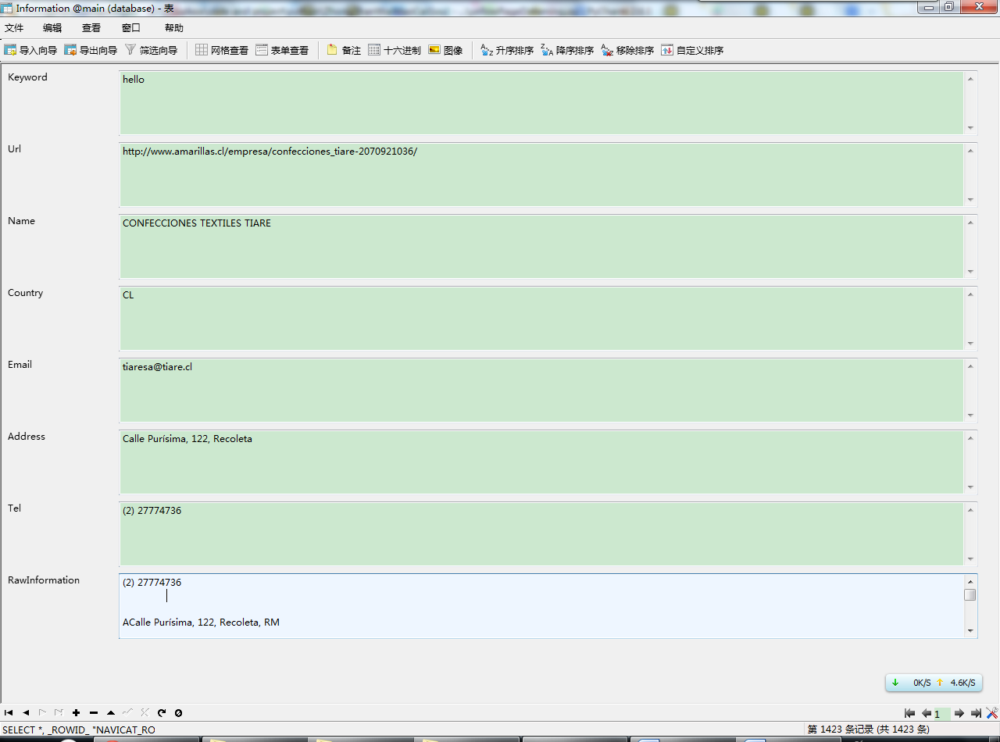 Information @main (database) - 表
文件 编辑 查看 窗口 帮助
导入向导 导出向导 筛选向导 网格查看 表单查看 备注 十六进制 图像 升序排序 降序排序 移除排序 自定义排序
Keyword
hello
Url
http://www.amarillas.cl/empresa/confecciones_tiare-2070921036/
Name
CONFECCIONES TEXTILES TIARE
Country
CL
Email
tiaresa@tiare.cl
Address
Calle Purísima, 122, Recoleta
Tel
(2) 27774736
RawInformation
(2) 27774736
ACalle Purísima, 122, Recoleta, RM
0K/S 4.6K/S
1
SELECT *, _ROWID_ "NAVICAT_RO
第 1423 条记录 (共 1423 条)